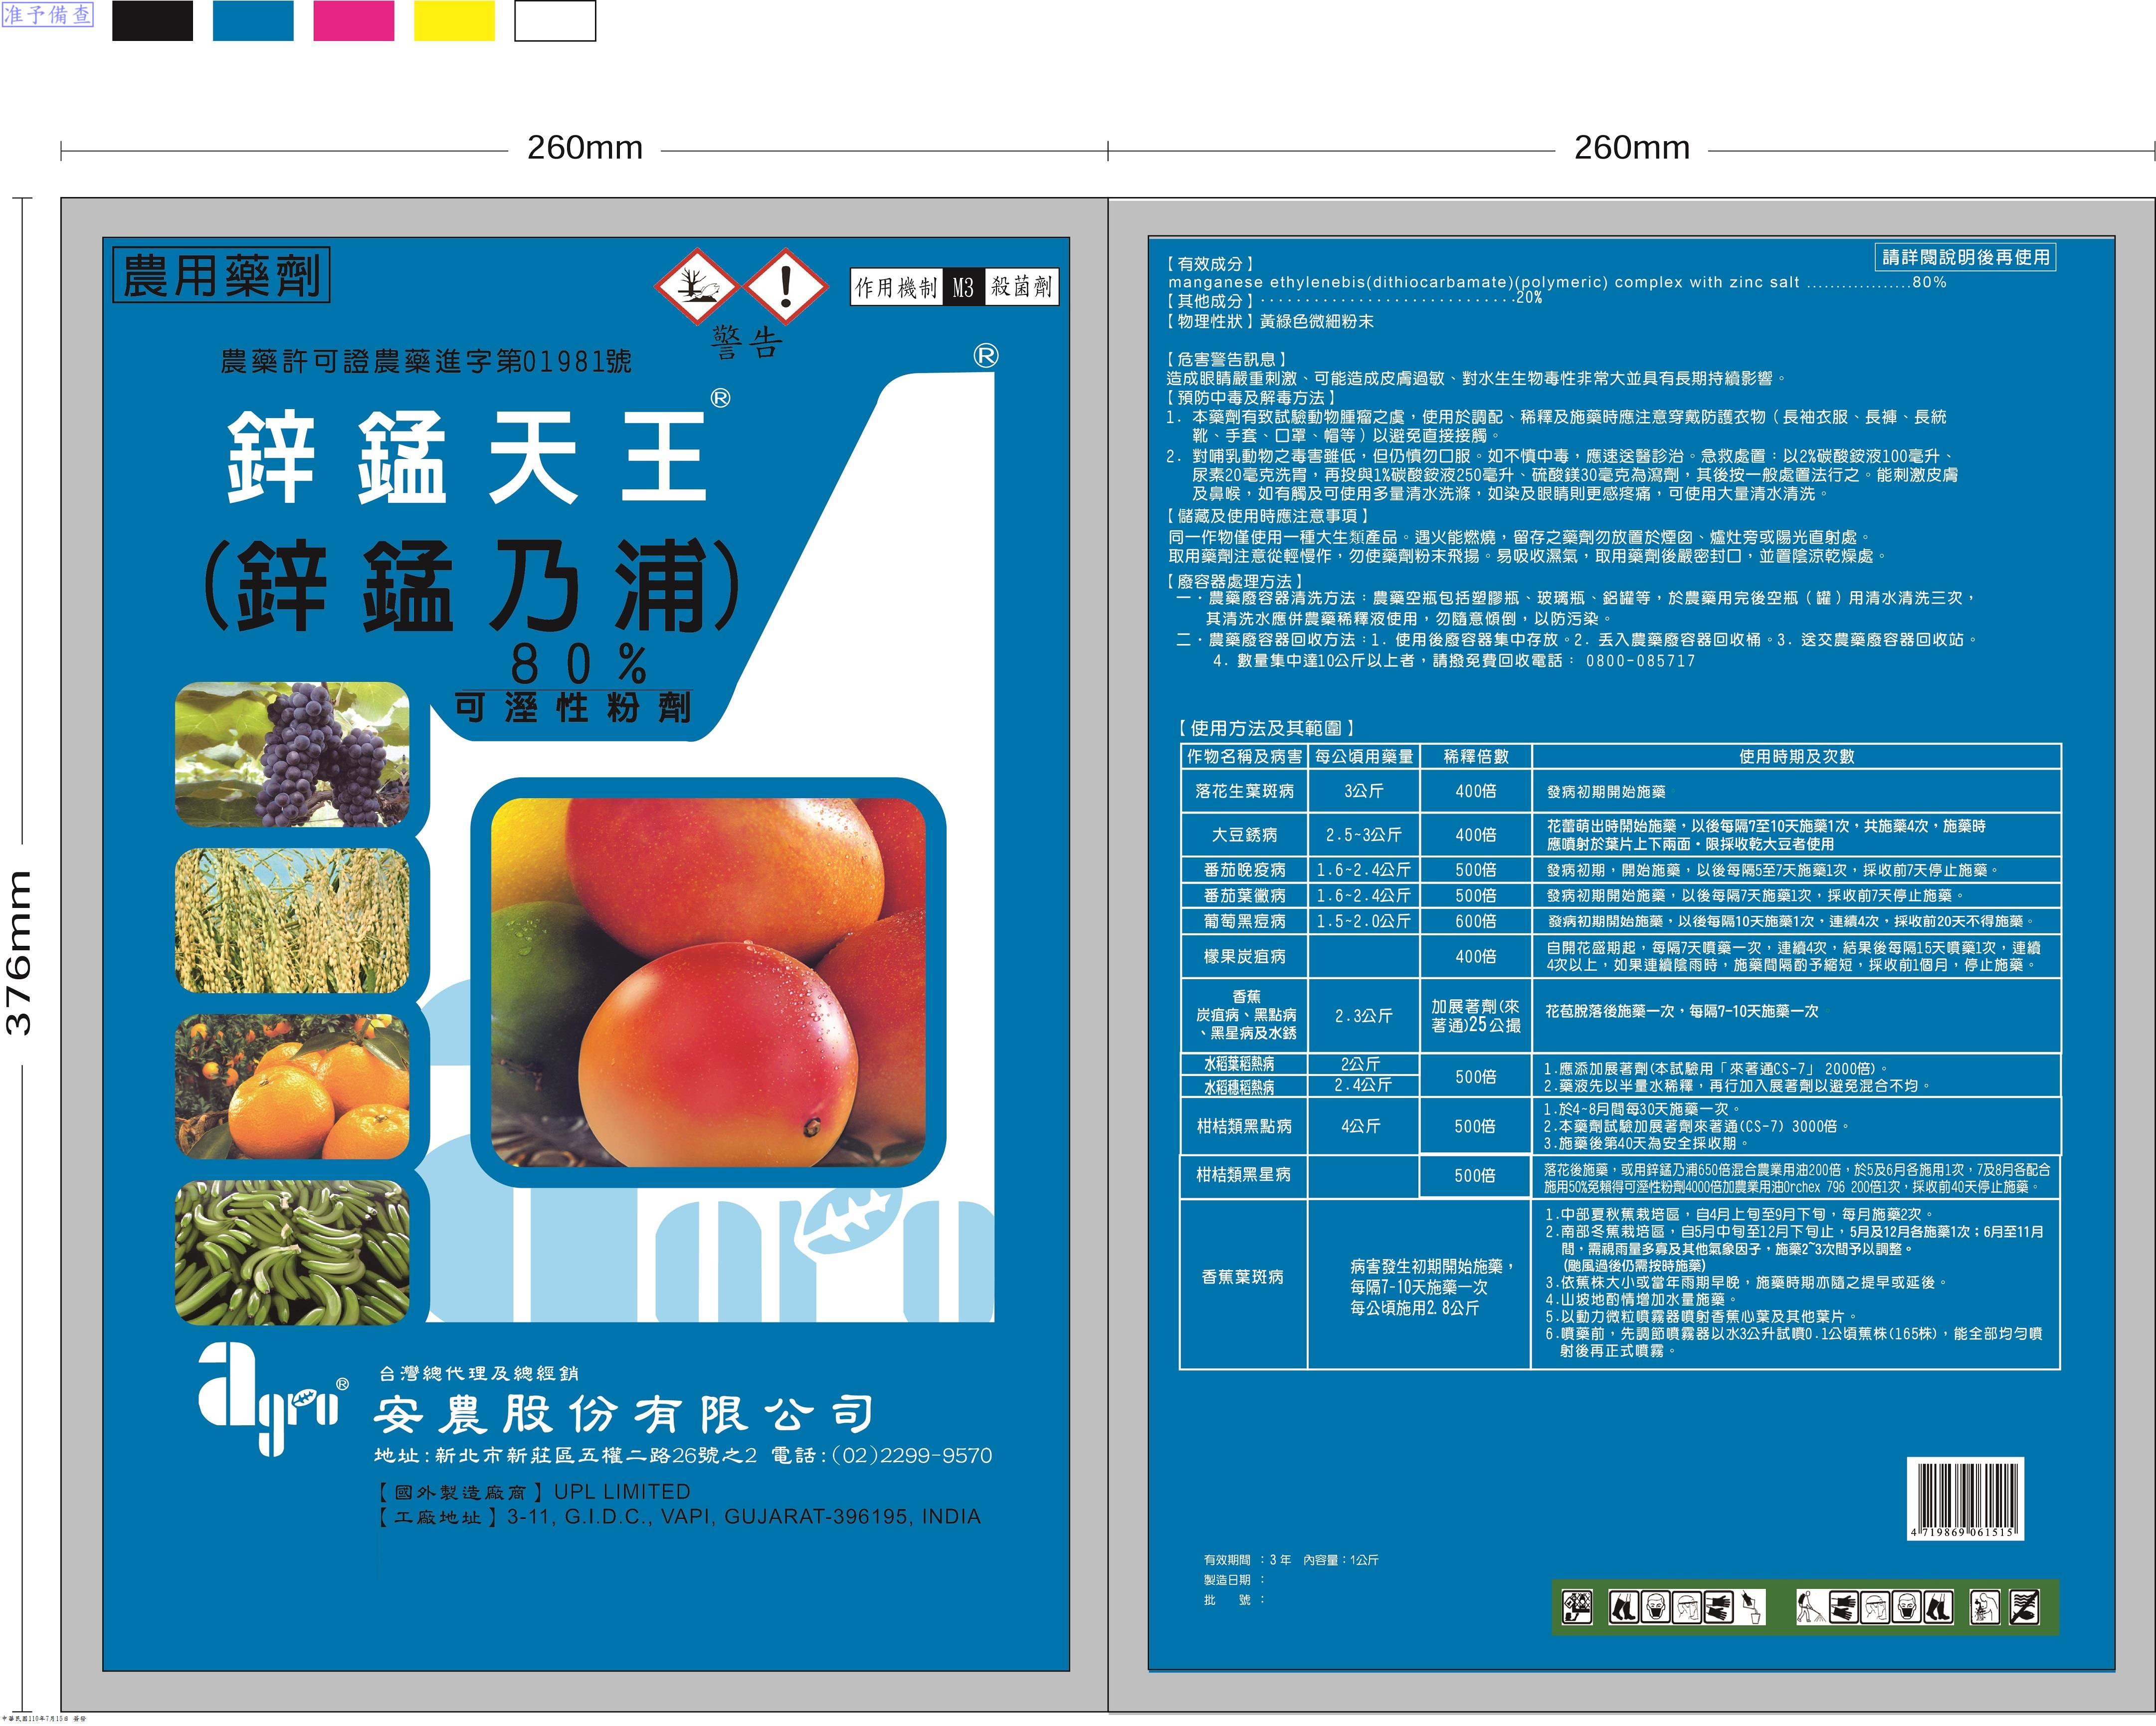 准予備查
260mm
260mm
376mm
農用藥劑
作用機制 M3 殺菌劑
警告
農藥許可證農藥進字第01981號
®
鋅錳天王®
(鋅錳乃浦)
80%
可溼性粉劑
agro®
台灣總代理及總經銷
安農股份有限公司
地址:新北市新莊區五權二路26號之2 電話:(02)2299-9570
【國外製造廠商】UPL LIMITED
【工廠地址】3-11, G.I.D.C., VAPI, GUJARAT-396195, INDIA
請詳閱說明後再使用
【有效成分】
manganese ethylenebis(dithiocarbamate)(polymeric) complex with zinc salt ..................80%
【其他成分】..............................20%
【物理性狀】黃綠色微細粉末
【危害警告訊息】
造成眼睛嚴重刺激、可能造成皮膚過敏、對水生生物毒性非常大並具有長期持續影響。
【預防中毒及解毒方法】
1. 本藥劑有致試驗動物腫瘤之虞，使用於調配、稀釋及施藥時應注意穿戴防護衣物（長袖衣服、長褲、長統
靴、手套、口罩、帽等）以避免直接接觸。
2. 對哺乳動物之毒害雖低，但仍慎勿口服。如不慎中毒，應速送醫診治。急救處置：以2%碳酸銨液100毫升、
尿素20毫克洗胃，再投與1%碳酸銨液250毫升、硫酸鎂30毫克為瀉劑，其後按一般處置法行之。能刺激皮膚
及鼻喉，如有觸及可使用多量清水洗滌，如染及眼睛則更感疼痛，可使用大量清水清洗。
【儲藏及使用時應注意事項】
同一作物僅使用一種大生類產品。遇火能燃燒，留存之藥劑勿放置於煙囪、爐灶旁或陽光直射處。
取用藥劑注意從輕慢作，勿使藥劑粉末飛揚。易吸收濕氣，取用藥劑後嚴密封口，並置陰涼乾燥處。
【廢容器處理方法】
一．農藥廢容器清洗方法：農藥空瓶包括塑膠瓶、玻璃瓶、鋁罐等，於農藥用完後空瓶（罐）用清水清洗三次，
其清洗水應併農藥稀釋液使用，勿隨意傾倒，以防污染。
二．農藥廢容器回收方法：1. 使用後廢容器集中存放。2. 丟入農藥廢容器回收桶。3. 送交農藥廢容器回收站。
4. 數量集中達10公斤以上者，請撥免費回收電話： 0800-085717
【使用方法及其範圍】
作物名稱及病害 每公頃用藥量 稀釋倍數 使用時期及次數
落花生葉斑病 3公斤 400倍 發病初期開始施藥
大豆銹病 2.5~3公斤 400倍 花蕾萌出時開始施藥，以後每隔7至10天施藥1次，共施藥4次，施藥時
應噴射於葉片上下兩面。限採收乾大豆者使用
番茄晚疫病 1.6~2.4公斤 500倍 發病初期，開始施藥，以後每隔5至7天施藥1次，採收前7天停止施藥。
番茄葉黴病 1.6~2.4公斤 500倍 發病初期開始施藥，以後每隔7天施藥1次，採收前7天停止施藥。
葡萄黑痘病 1.5~2.0公斤 600倍 發病初期開始施藥，以後每隔10天施藥1次，連續4次，採收前20天不得施藥。
檬果炭疽病 400倍 自開花盛期起，每隔7天噴藥一次，連續4次，結果後每隔15天噴藥1次，連續
4次以上，如果連續陰雨時，施藥間隔酌予縮短，採收前1個月，停止施藥。
香蕉
炭疽病、黑點病
、黑星病及水銹
2.3公斤
加展著劑(來
著通)25公撮
花苞脫落後施藥一次，每隔7-10天施藥一次
水稻葉稻熱病 2公斤
水稻穗稻熱病 2.4公斤
500倍
1.應添加展著劑(本試驗用「來著通CS-7」 2000倍)。
2.藥液先以半量水稀釋，再行加入展著劑以避免混合不均。
柑桔類黑點病 4公斤 500倍
1.於4~8月間每30天施藥一次。
2.本藥劑試驗加展著劑來著通(CS-7) 3000倍。
3.施藥後第40天為安全採收期。
柑桔類黑星病 500倍
落花後施藥，或用鋅錳乃浦650倍混合農業用油200倍，於5及6月各施用1次，7及8月各配合
施用50%免賴得可溼性粉劑4000倍加農業用油Orchex 796 200倍1次，採收前40天停止施藥。
香蕉葉斑病
病害發生初期開始施藥，
每隔7-10天施藥一次
每公頃施用2.8公斤
1.中部夏秋蕉栽培區，自4月上旬至9月下旬，每月施藥2次。
2.南部冬蕉栽培區，自5月中旬至12月下旬止，5月及12月各施藥1次；6月至11月
間，需視雨量多寡及其他氣象因子，施藥2~3次間予以調整。
(颱風過後仍需按時施藥)
3.依蕉株大小或當年雨期早晚，施藥時期亦隨之提早或延後。
4.山坡地酌情增加水量施藥。
5.以動力微粒噴霧器噴射香蕉心葉及其他葉片。
6.噴藥前，先調節噴霧器以水3公升試噴0.1公頃蕉株(165株)，能全部均勻噴
射後再正式噴霧。
4 719869 061515
有效期間 ：3 年 內容量：1公斤
製造日期 ：
批 號 ：
中華民國110年7月15日 簽發